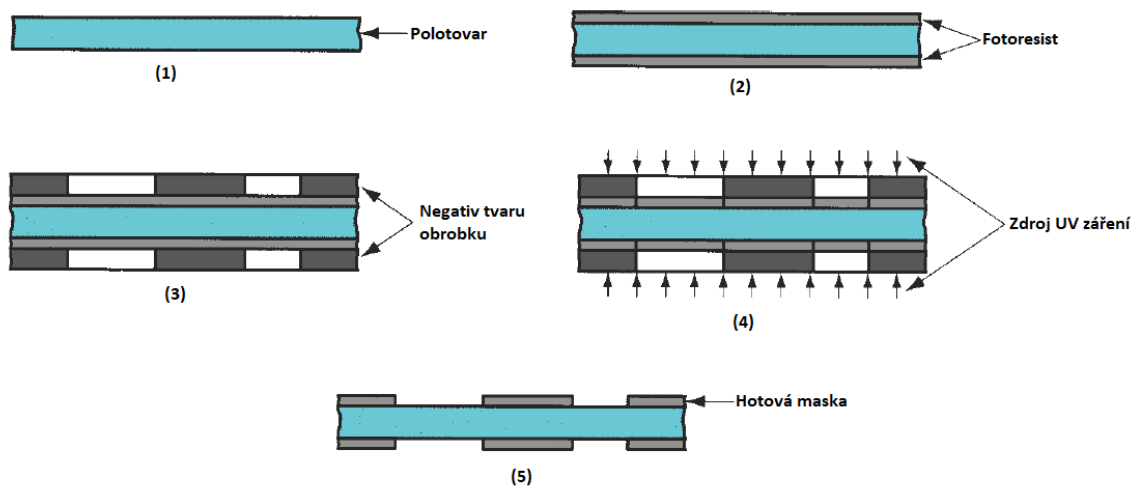 Polotovar
(1)
Fotoresist
(2)
Negativ tvaru
obrobku
(3)
Zdroj UV záření
(4)
Hotová maska
(5)